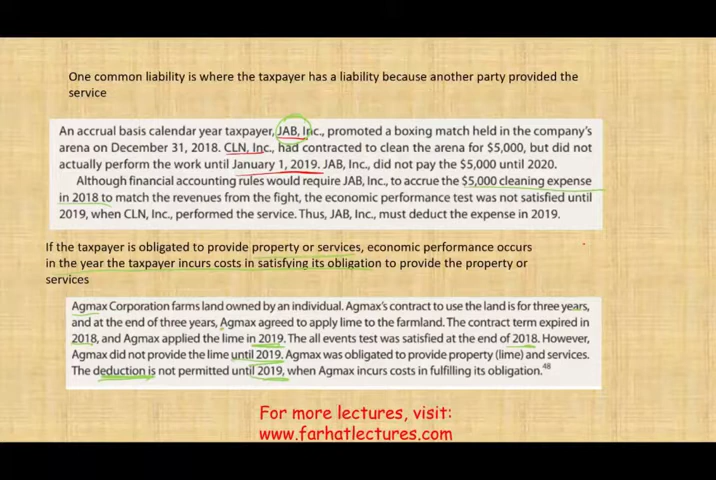 One common liability is where the taxpayer has a liability because another party provided the
service
An accrual basis calendar year taxpayer, JAB, Inc., promoted a boxing match held in the company's
arena on December 31, 2018. CLN, Inc., had contracted to clean the arena for $5,000, but did not
actually perform the work until January 1, 2019. JAB, Inc., did not pay the $5,000 until 2020.
Although financial accounting rules would require JAB, Inc., to accrue the $5,000 cleaning expense
in 2018 to match the revenues from the fight, the economic performance test was not satisfied until
2019, when CLN, Inc., performed the service. Thus, JAB, Inc., must deduct the expense in 2019.
If the taxpayer is obligated to provide property or services, economic performance occurs
in the year the taxpayer incurs costs in satisfying its obligation to provide the property or
services
Agmax Corporation farms land owned by an individual. Agmax's contract to use the land is for three years,
and at the end of three years, Agmax agreed to apply lime to the farmland. The contract term expired in
2018, and Agmax applied the lime in 2019. The all events test was satisfied at the end of 2018. However,
Agmax did not provide the lime until 2019. Agmax was obligated to provide property (lime) and services.
The deduction is not permitted until 2019, when Agmax incurs costs in fulfilling its obligation.48
For more lectures, visit:
www.farhatlectures.com